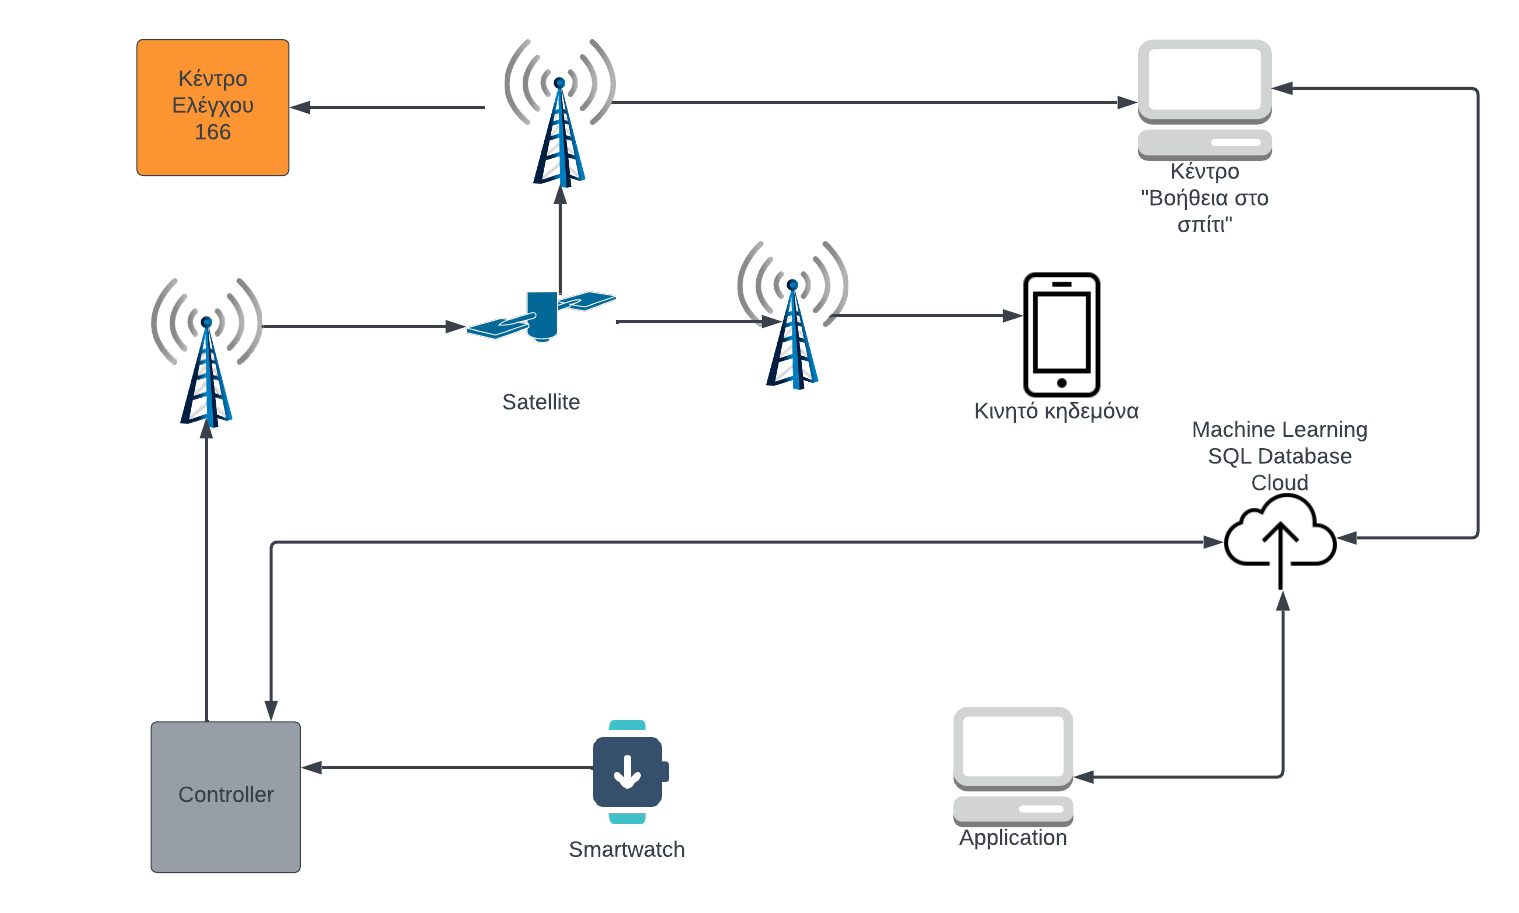 Κέντρο
Ελέγχου
166
Κέντρο
"Βοήθεια στο
σπίτι"
Satellite
Κινητό κηδεμόνα
Machine Learning
SQL Database
Cloud
Controller
Smartwatch
Application